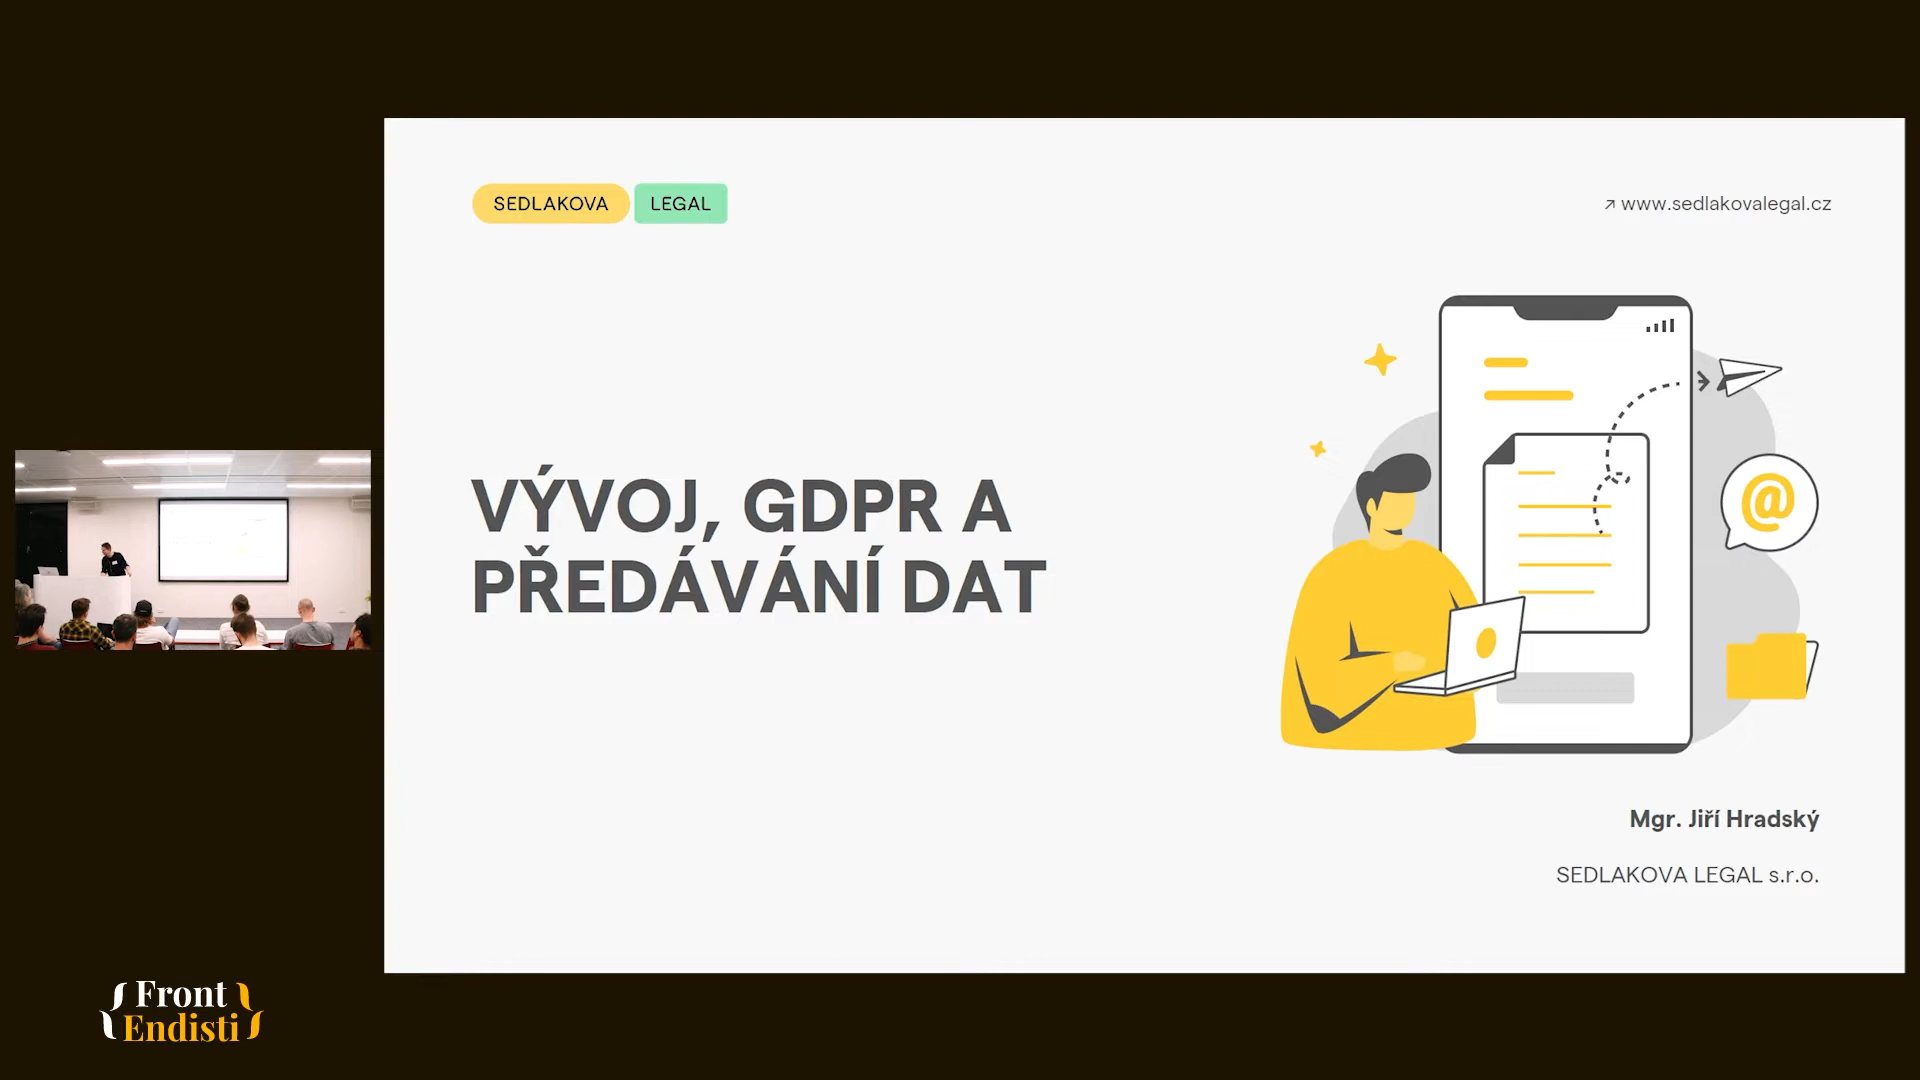 SEDLAKOVA LEGAL
↗ www.sedlakovalegal.cz
VÝVOJ, GDPR A
PŘEDÁVÁNÍ DAT
@
Mgr. Jiří Hradský
SEDLAKOVA LEGAL s.r.o.
{ Front }
{ Endisti }